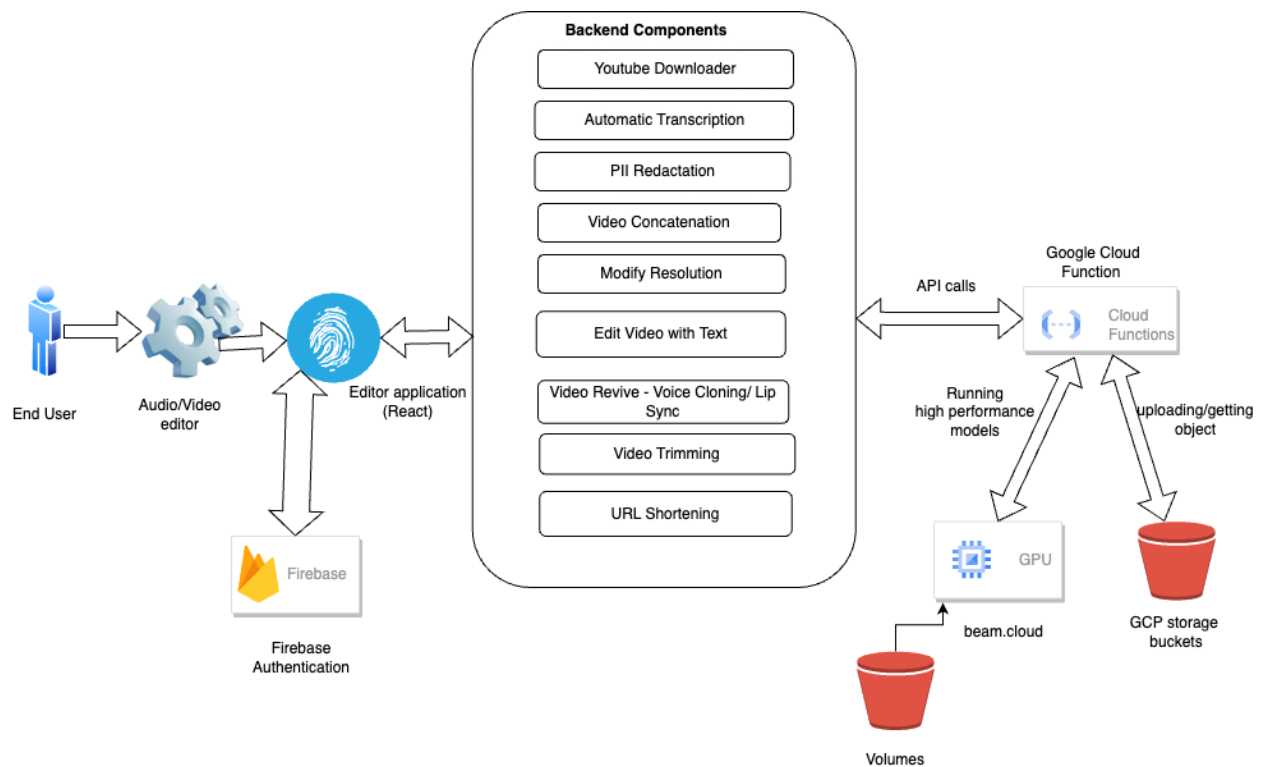 Backend Components
Youtube Downloader
Automatic Transcription
PII Redactation
Video Concatenation
Modify Resolution
Edit Video with Text
Video Revive - Voice Cloning/ Lip
Sync
Video Trimming
URL Shortening
End User
Audio/Video
editor
Editor application
(React)
Firebase
Firebase
Authentication
API calls
Google Cloud
Function
Cloud
Functions
Running
high performance
models
uploading/getting
object
GPU
beam.cloud
GCP storage
buckets
Volumes